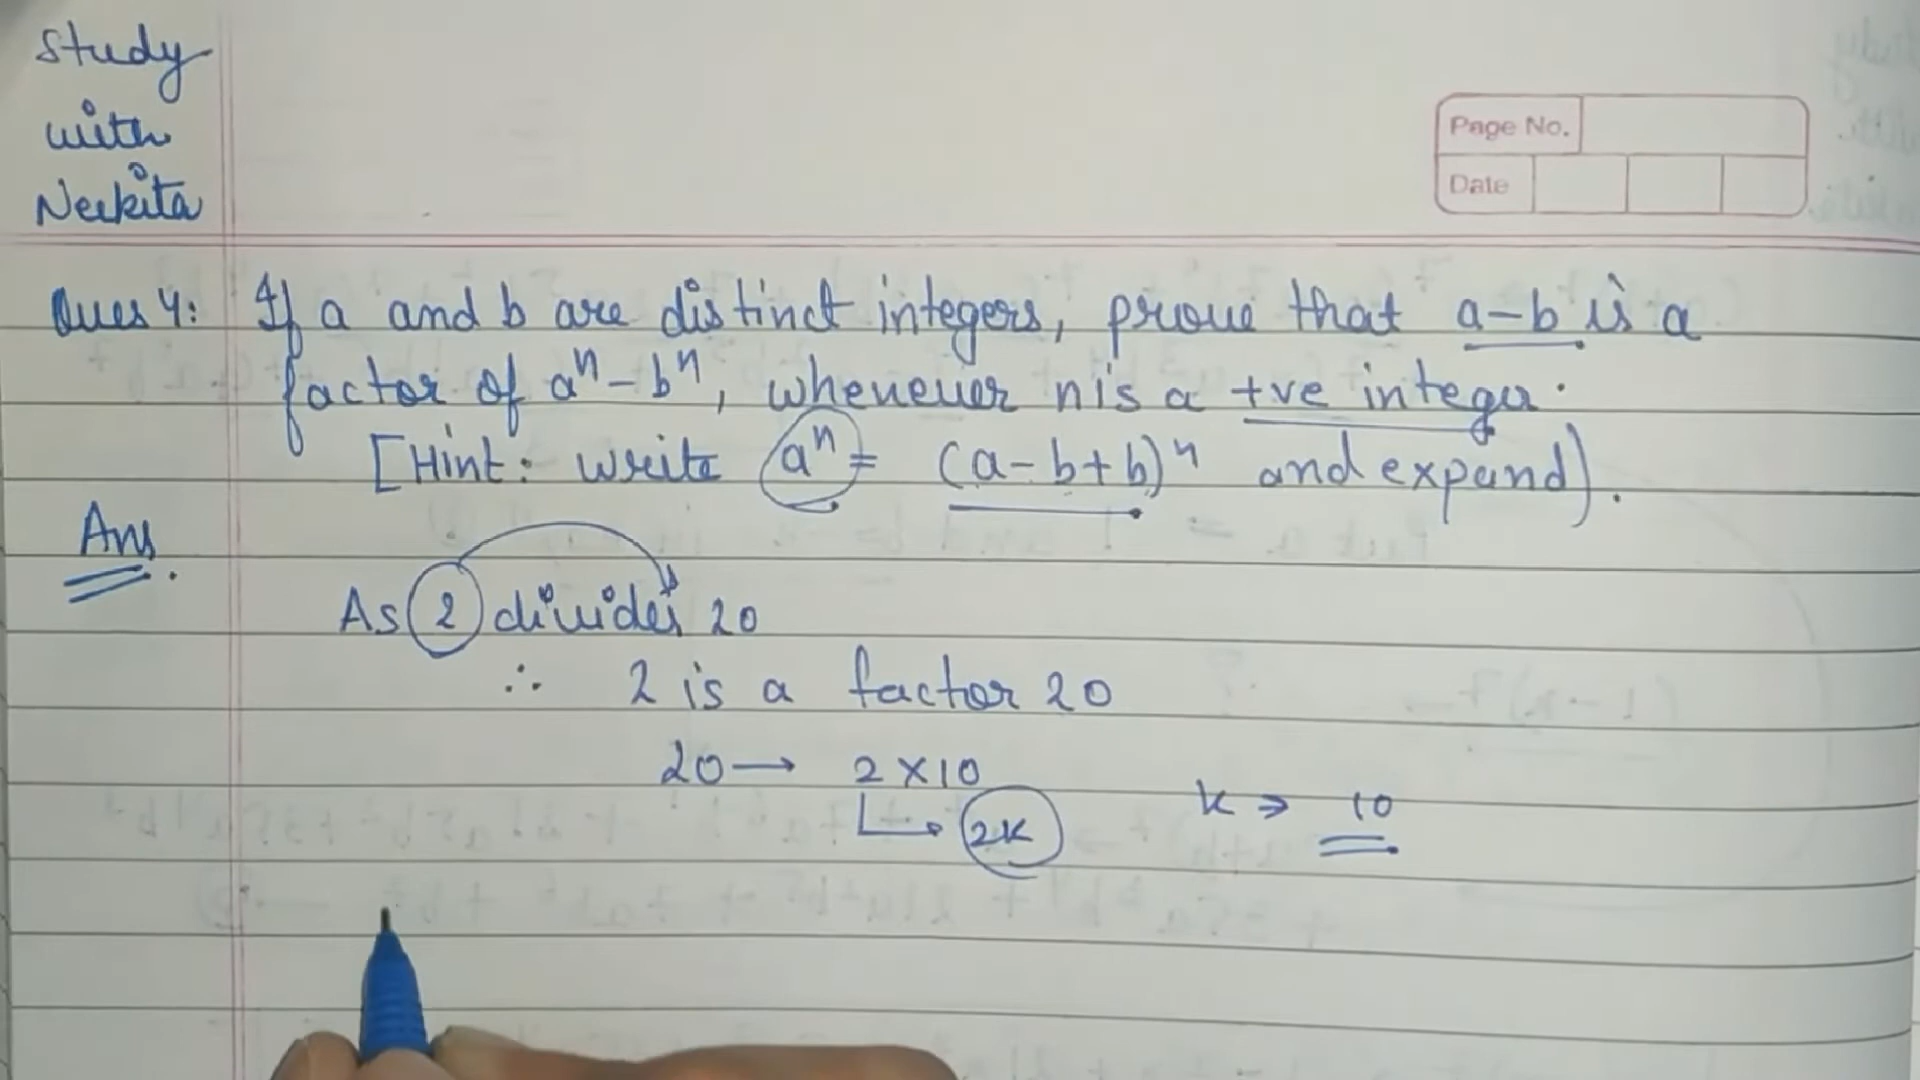 Study
with
Neekita
Page No.
Date
Ques 4: If a and b are distinct integers, prove that a-b is a
factor of aⁿ-bⁿ, whenever n is a +ve integer.
[Hint: write aⁿ = (a-b+b)ⁿ and expand].
Ans.
As 2 divides 20
∴ 2 is a factor 20
20 → 2×10
2K
k ⇒ 10